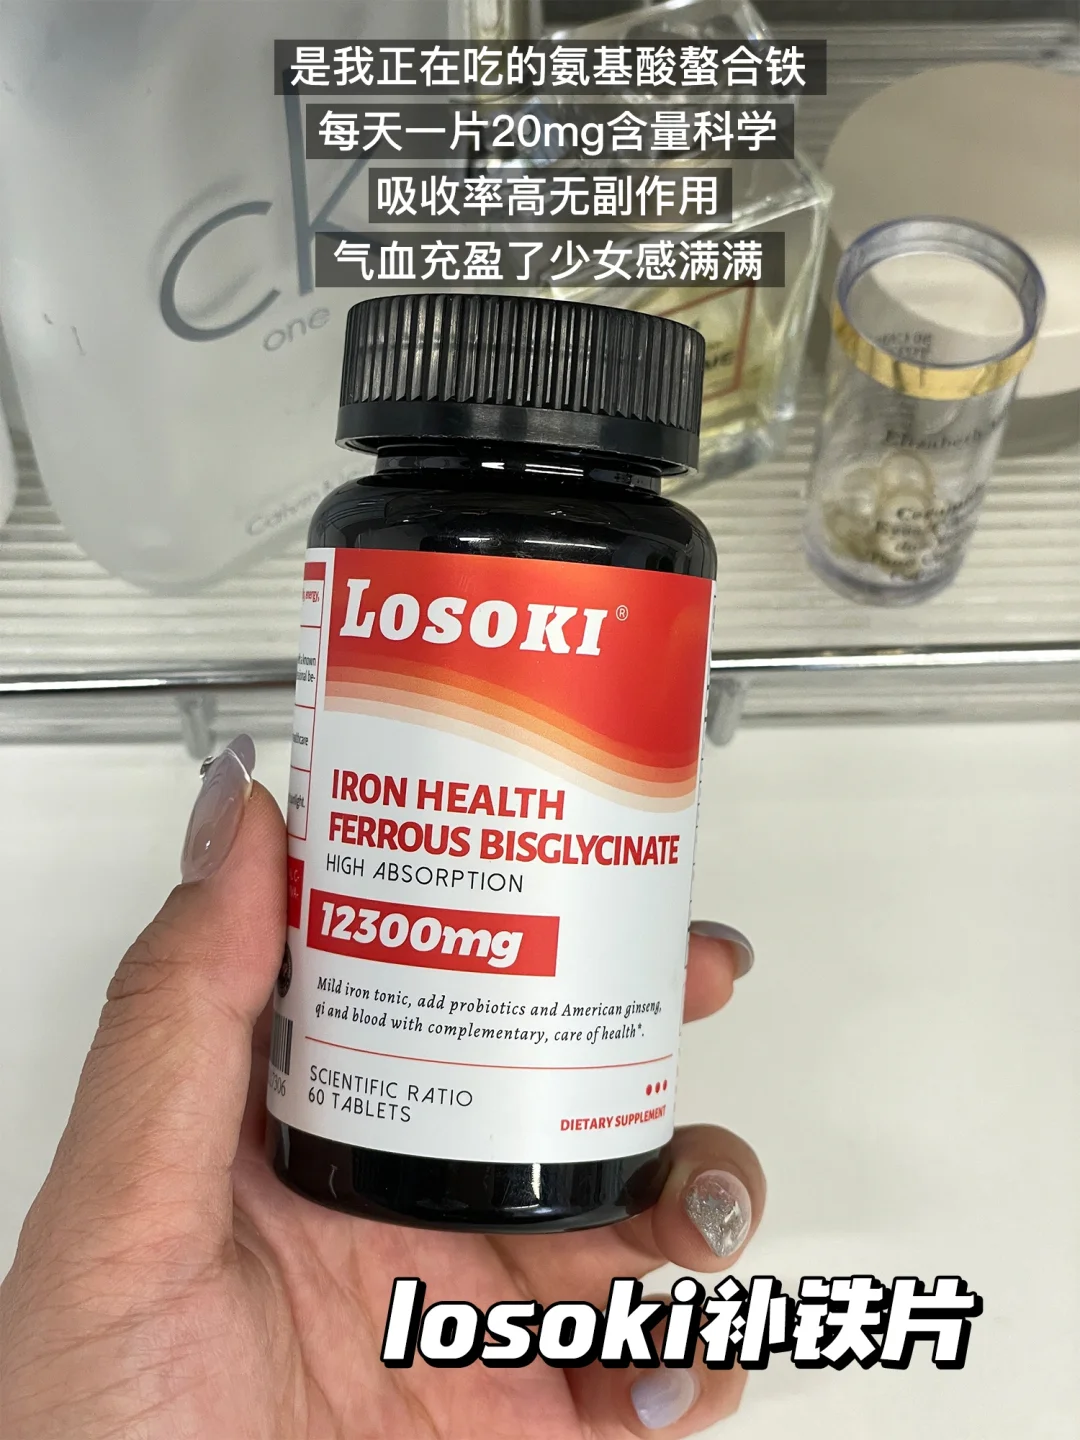 是我正在吃的氨基酸螯合铁
每天一片20mg含量科学
吸收率高无副作用
气血充盈了少女感满满
ck
one
LOSOKI®
IRON HEALTH
FERROUS BISGLYCINATE
HIGH ABSORPTION
12300mg
Mild iron tonic, add probiotics and American ginseng,
qi and blood with complementary, care of health*.
SCIENTIFIC RATIO
60 TABLETS
DIETARY SUPPLEMENT
losoki补铁片